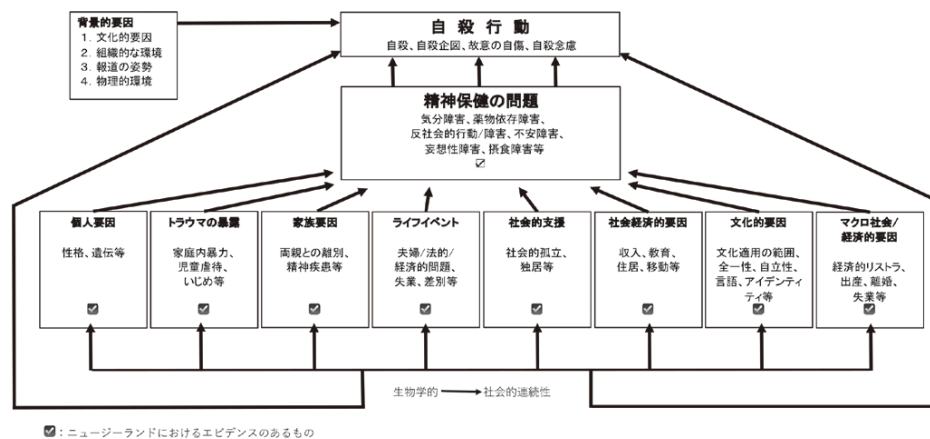 背景的要因
1. 文化的要因
2. 組織的な環境
3. 報道の姿勢
4. 物理的環境
自殺行動
自殺、自殺企図、故意の自傷、自殺念慮
精神保健の問題
気分障害、薬物依存障害、
反社会的行動/障害、不安障害、
妄想性障害、摂食障害等
個人要因
性格、遺伝等
トラウマの暴露
家庭内暴力、
児童虐待、
いじめ等
家族要因
両親との離別、
精神疾患等
ライフイベント
夫婦/法的/
経済的問題、
失業、差別等
社会的支援
社会的孤立、
独居等
社会経済的要因
収入、教育、
住居、移動等
文化的要因
文化適用の範囲、
全一性、自立性、
言語、アイデンティ
ティ等
マクロ社会/
経済的要因
経済的リストラ、
出産、離婚、
失業等
生物学的 社会的連続性
:ニュージーランドにおけるエビデンスのあるもの